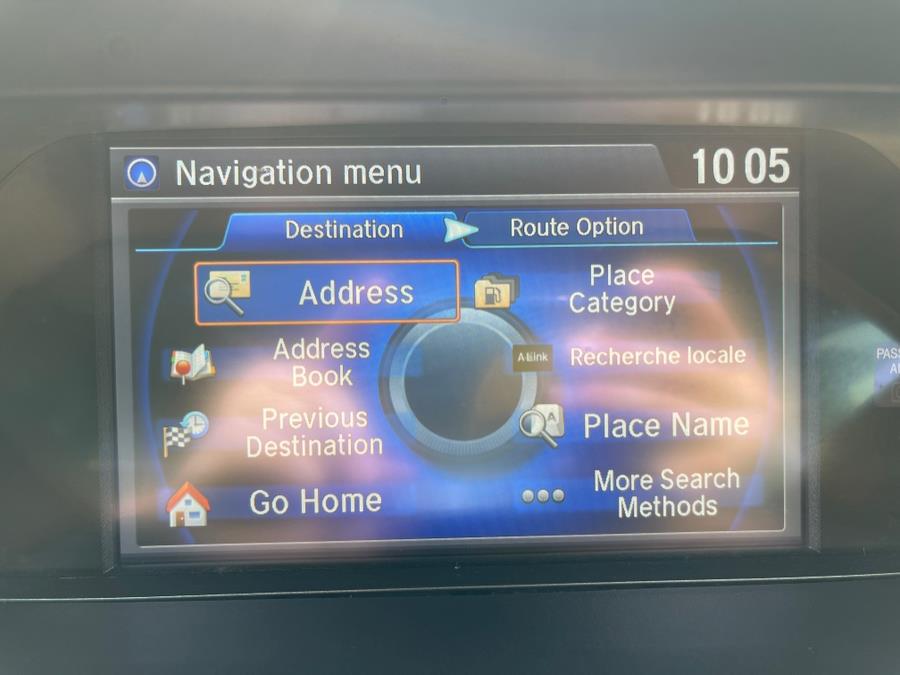 Navigation menu
10 05
Destination
Route Option
Address
Place
Category
Address
Book
Recherche locale
Previous
Destination
Place Name
Go Home
More Search
Methods